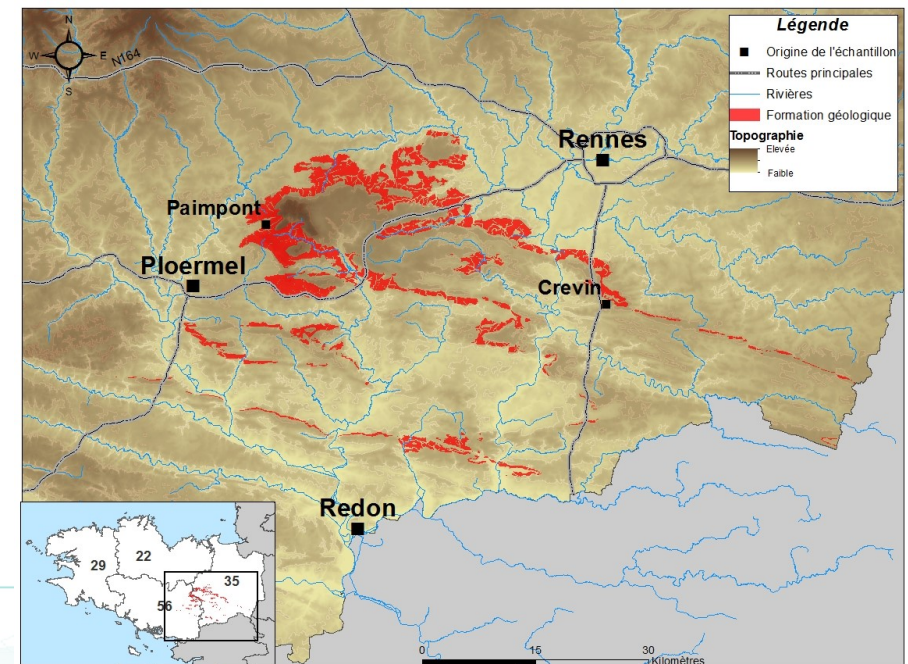 N
W
E
S
N164
Légende
Origine de l'échantillon
Routes principales
Rivières
Formation géologique
Topographie
Elevée
Faible
Rennes
Paimpont
Ploermel
Crevin
Redon
29
22
35
56
0
15
30
Kilomètres